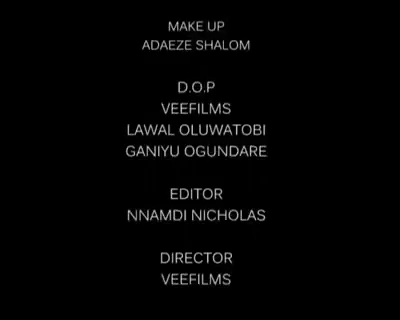 MAKE UP
ADAEZE SHALOM
D.O.P
VEEFILMS
LAWAL OLUWATOBI
GANIYU OGUNDARE
EDITOR
NNAMDI NICHOLAS
DIRECTOR
VEEFILMS